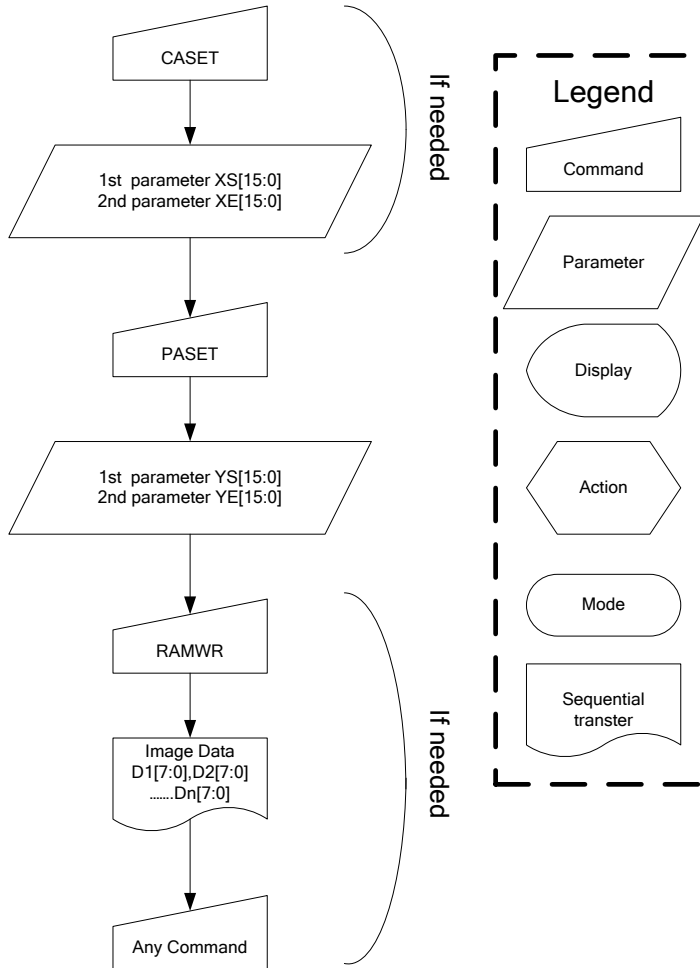 CASET
1st parameter XS[15:0]
2nd parameter XE[15:0]
If needed
PASET
1st parameter YS[15:0]
2nd parameter YE[15:0]
RAMWR
Image Data
D1[7:0],D2[7:0]
.......Dn[7:0]
Any Command
If needed
Legend
Command
Parameter
Display
Action
Mode
Sequential
transter